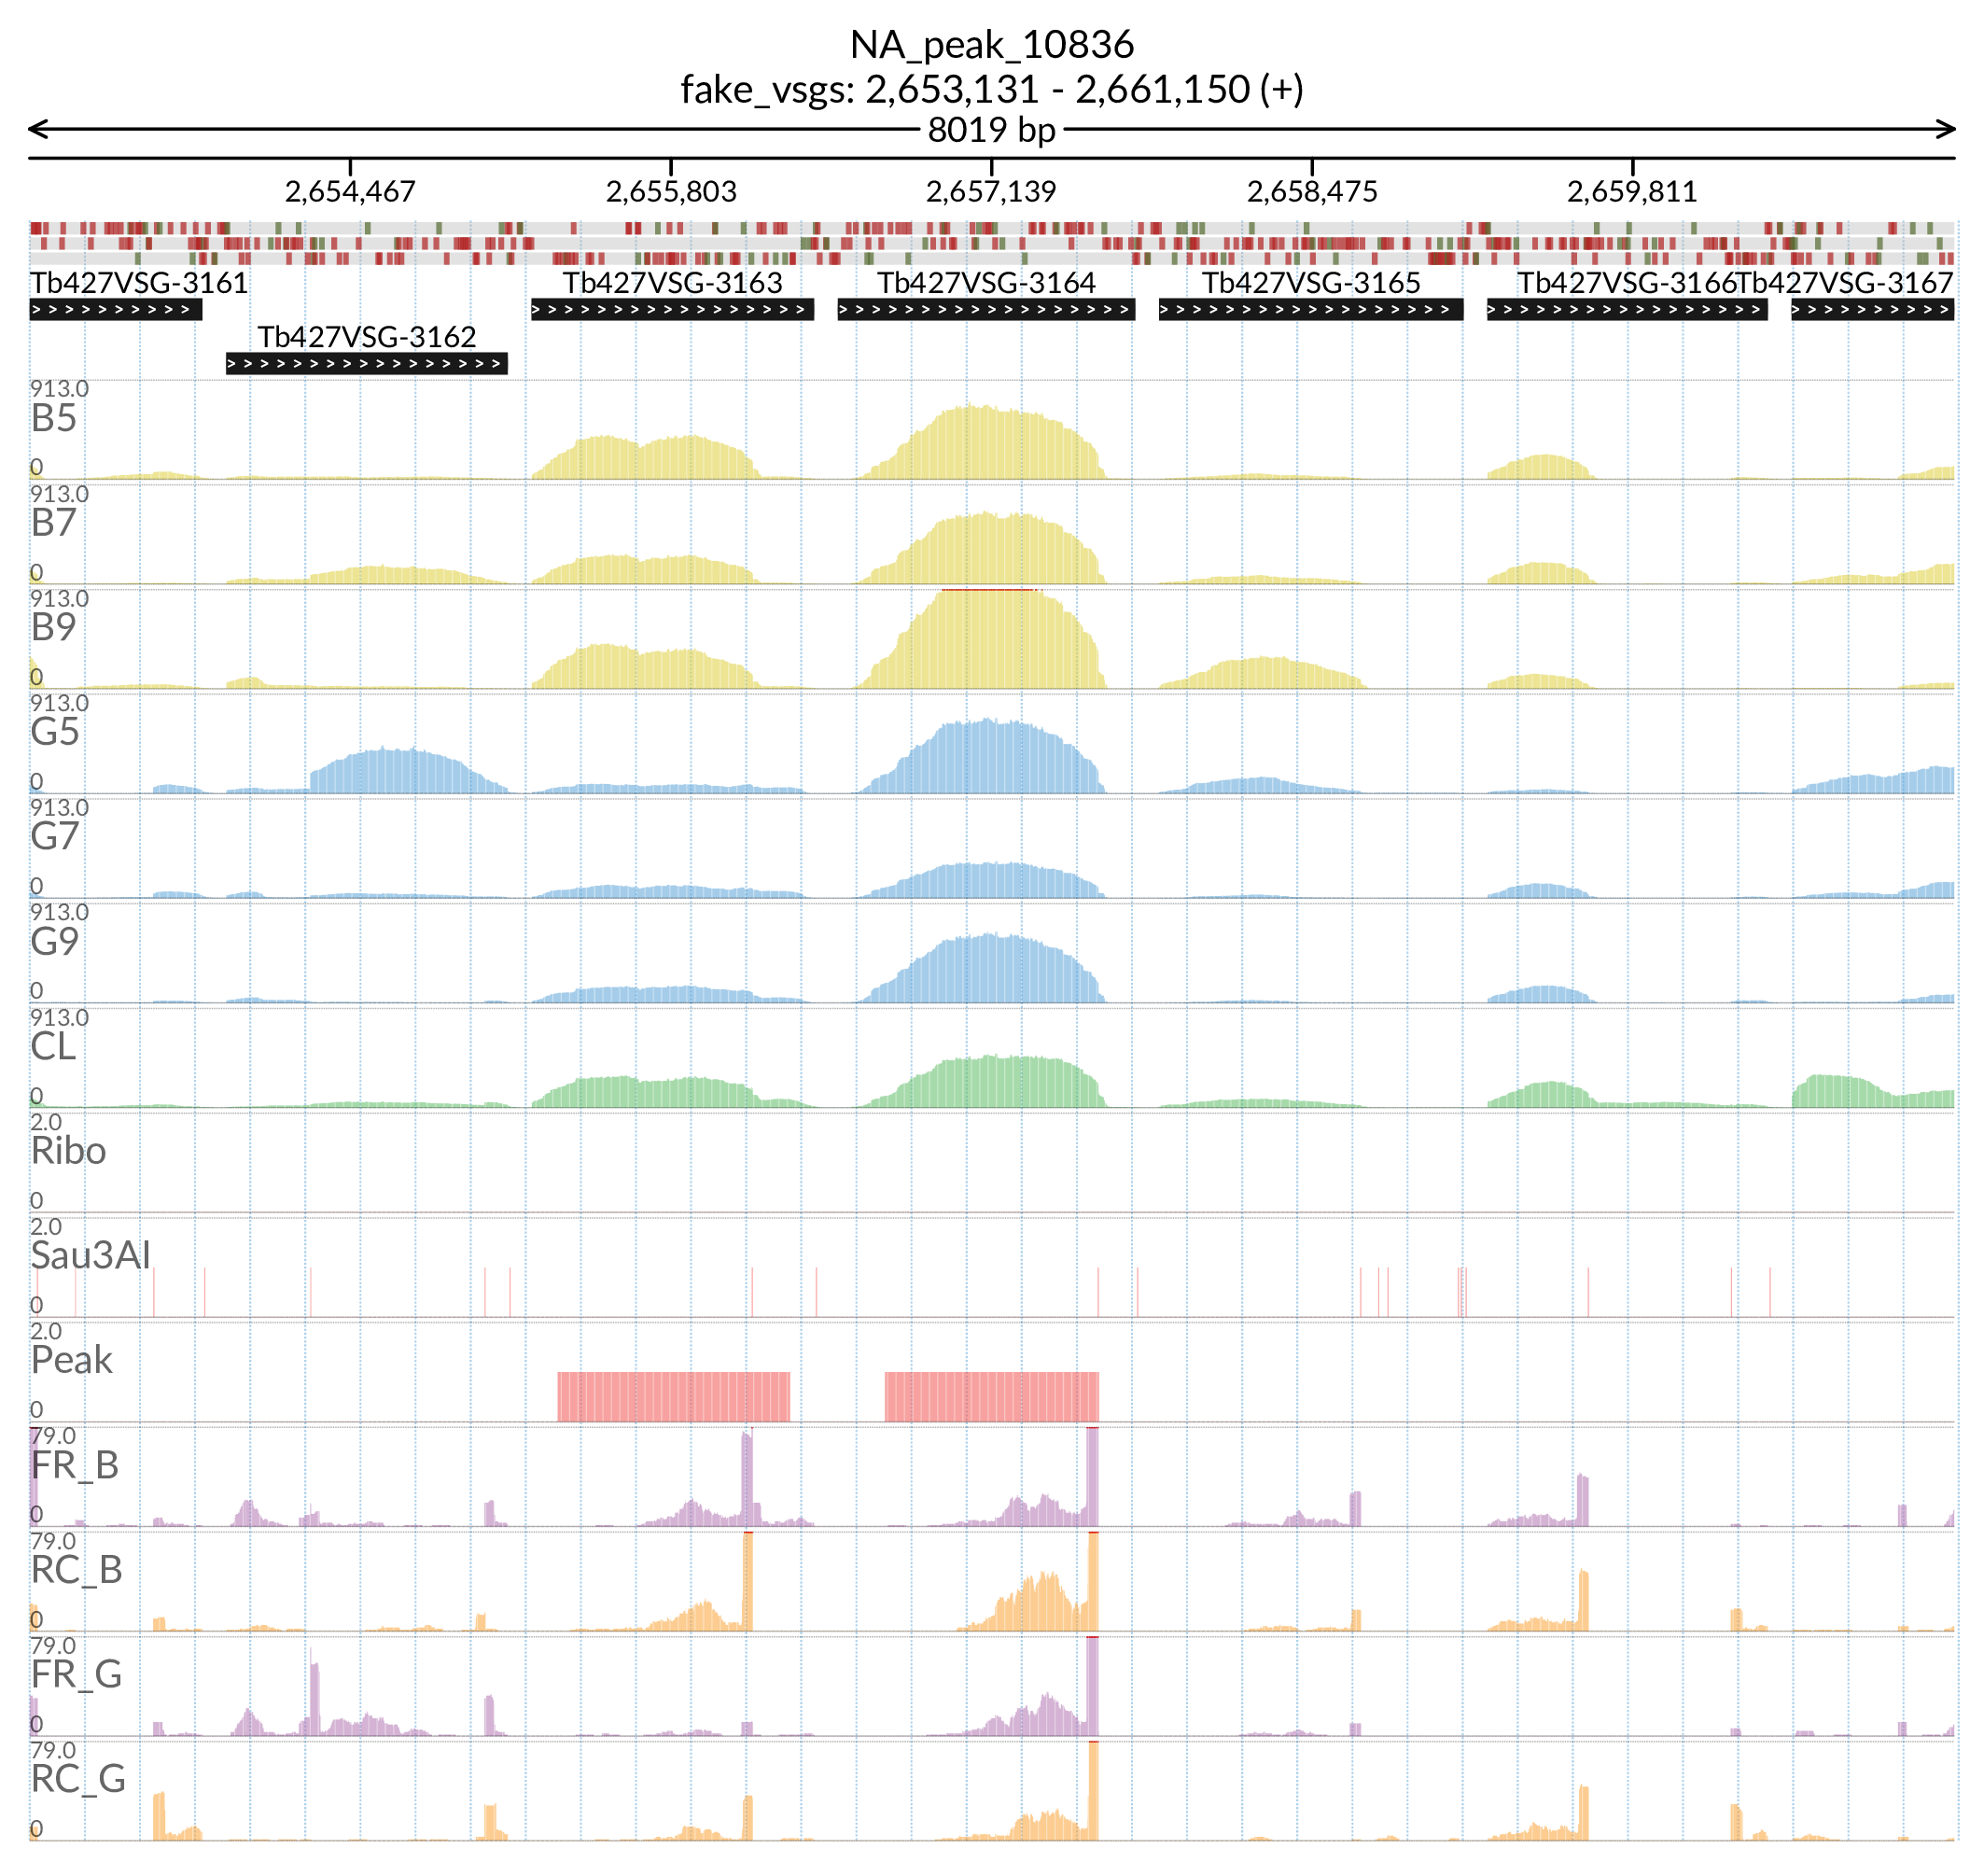 NA_peak_10836
fake_vsgs: 2,653,131 - 2,661,150 (+)
8019 bp
2,654,467 2,655,803 2,657,139 2,658,475 2,659,811
Tb427VSG-3161 Tb427VSG-3163 Tb427VSG-3164 Tb427VSG-3165 Tb427VSG-3166 Tb427VSG-3167
Tb427VSG-3162
913.0
B5
0
913.0
B7
0
913.0
B9
0
913.0
G5
0
913.0
G7
0
913.0
G9
0
913.0
CL
0
2.0
Ribo
0
2.0
Sau3AI
0
2.0
Peak
0
79.0
FR_B
0
79.0
RC_B
0
79.0
FR_G
0
79.0
RC_G
0